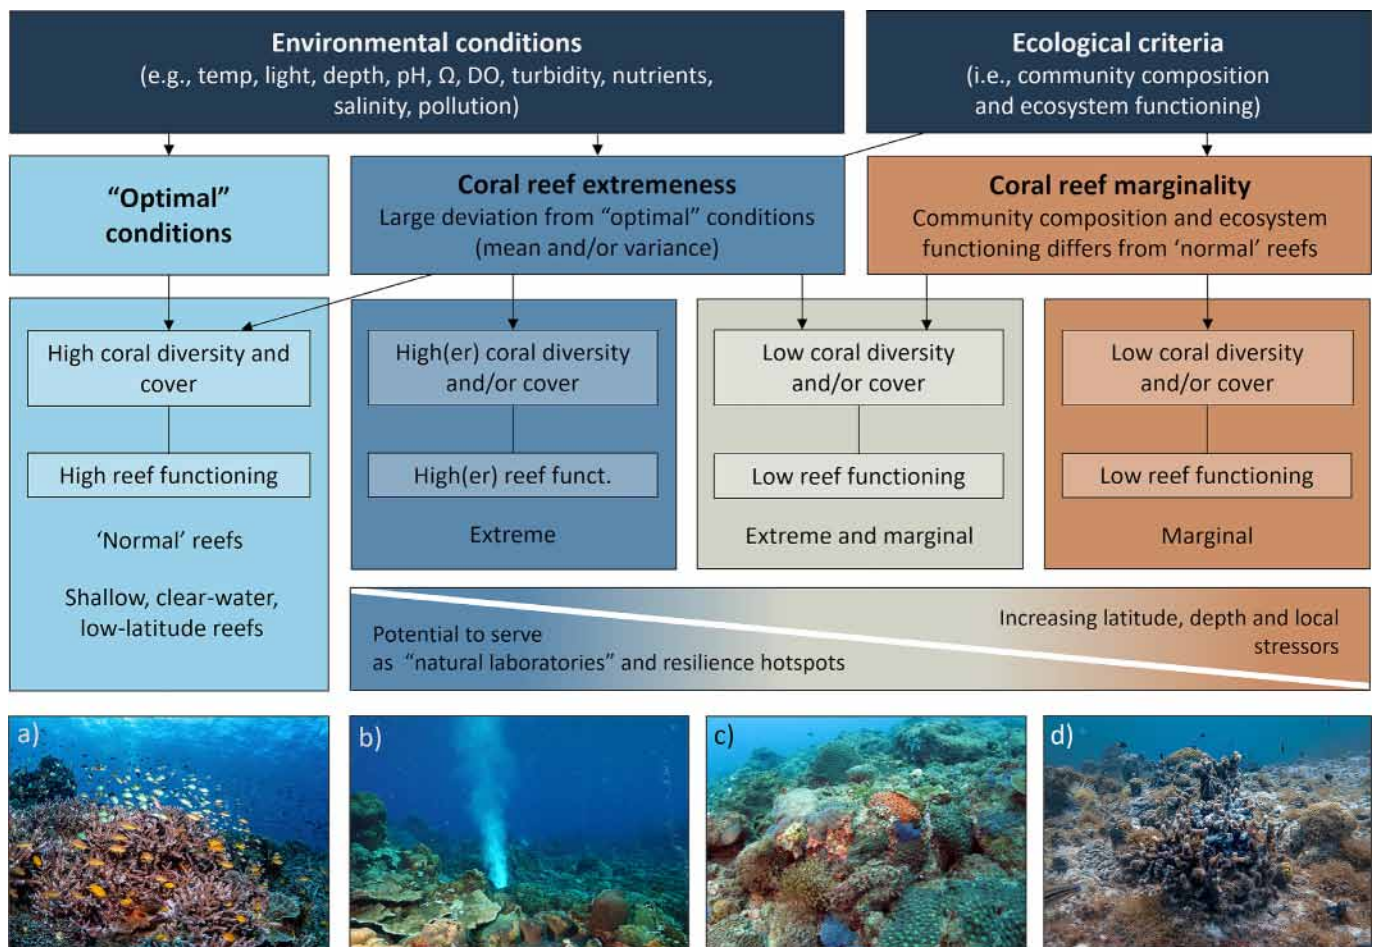 Environmental conditions
(e.g., temp, light, depth, pH, Ω, DO, turbidity, nutrients,
salinity, pollution)
Ecological criteria
(i.e., community composition
and ecosystem functioning)
“Optimal”
conditions
Coral reef extremeness
Large deviation from “optimal” conditions
(mean and/or variance)
Coral reef marginality
Community composition and ecosystem
functioning differs from ‘normal’ reefs
High coral diversity and
cover
High reef functioning
‘Normal’ reefs
Shallow, clear-water,
low-latitude reefs
High(er) coral diversity
and/or cover
High(er) reef funct.
Extreme
Low coral diversity
and/or cover
Low reef functioning
Extreme and marginal
Low coral diversity
and/or cover
Low reef functioning
Marginal
Potential to serve
as “natural laboratories” and resilience hotspots
Increasing latitude, depth and local
stressors
a)
b)
c)
d)